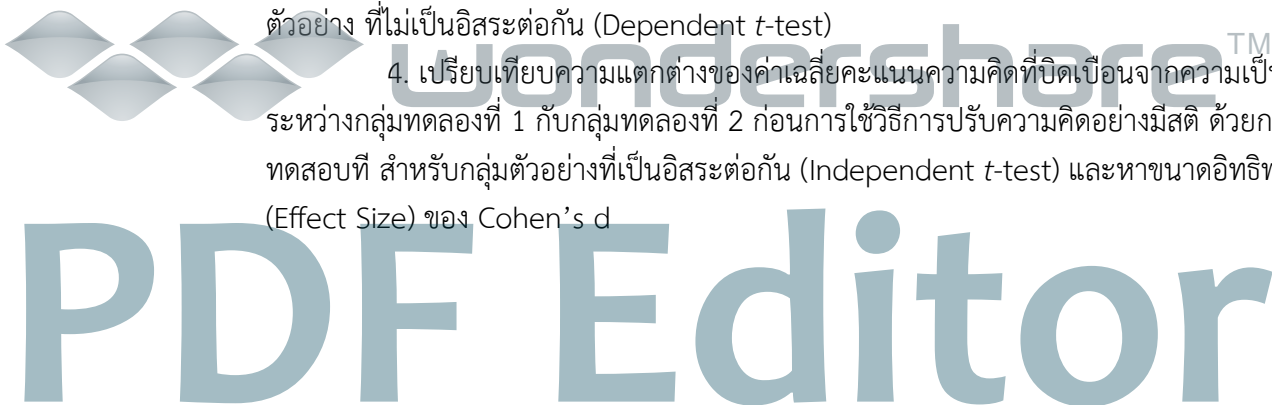 ตัวอย่าง ที่ไม่เป็นอิสระต่อกัน (Dependent t-test)
wondershare™
4. เปรียบเทียบความแตกต่างของค่าเฉลี่ยคะแนนความคิดที่บิดเบือนจากความเป็น
ระหว่างกลุ่มทดลองที่ 1 กับกลุ่มทดลองที่ 2 ก่อนการใช้วิธีการปรับความคิดอย่างมีสติ ด้วยก
ทดสอบที สำหรับกลุ่มตัวอย่างที่เป็นอิสระต่อกัน (Independent t-test) และหาขนาดอิทธิ
(Effect Size) ของ Cohen's d
PDF Editor